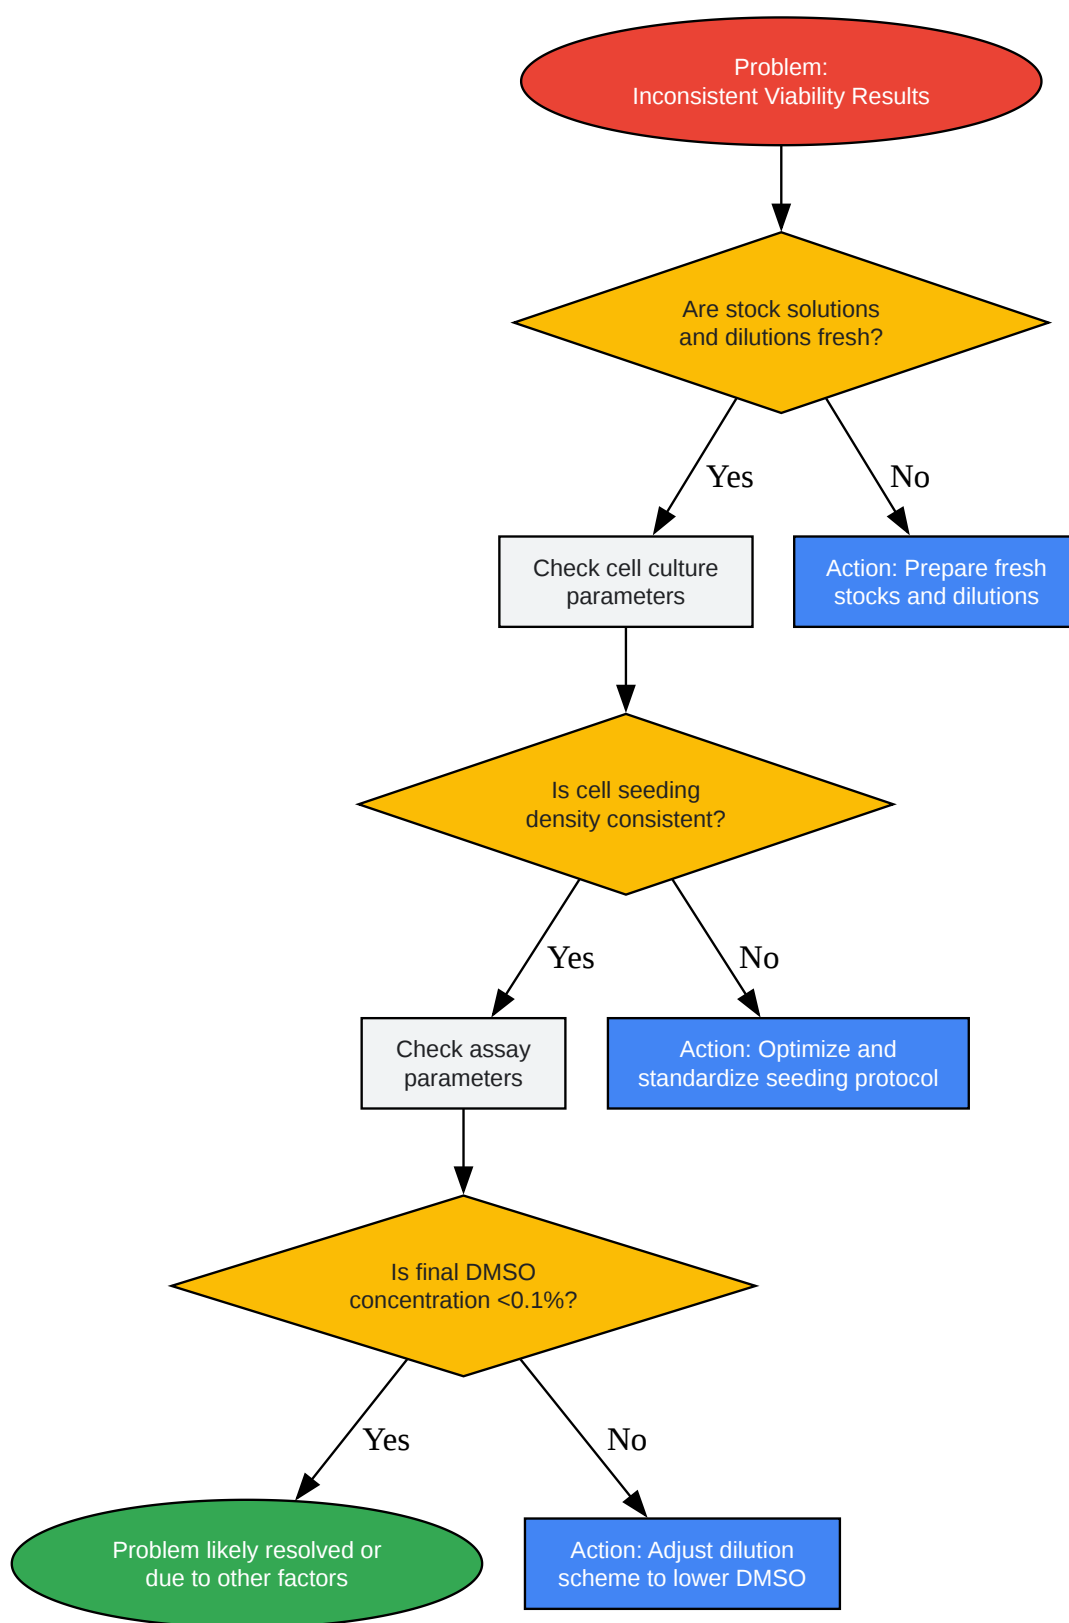 Problem:
Inconsistent Viability Results
Are stock solutions
and dilutions fresh?
Yes
No
Check cell culture
parameters
Action: Prepare fresh
stocks and dilutions
Is cell seeding
density consistent?
Yes
No
Check assay
parameters
Action: Optimize and
standardize seeding protocol
Is final DMSO
concentration <0.1%?
Yes
No
Problem likely resolved or
due to other factors
Action: Adjust dilution
scheme to lower DMSO